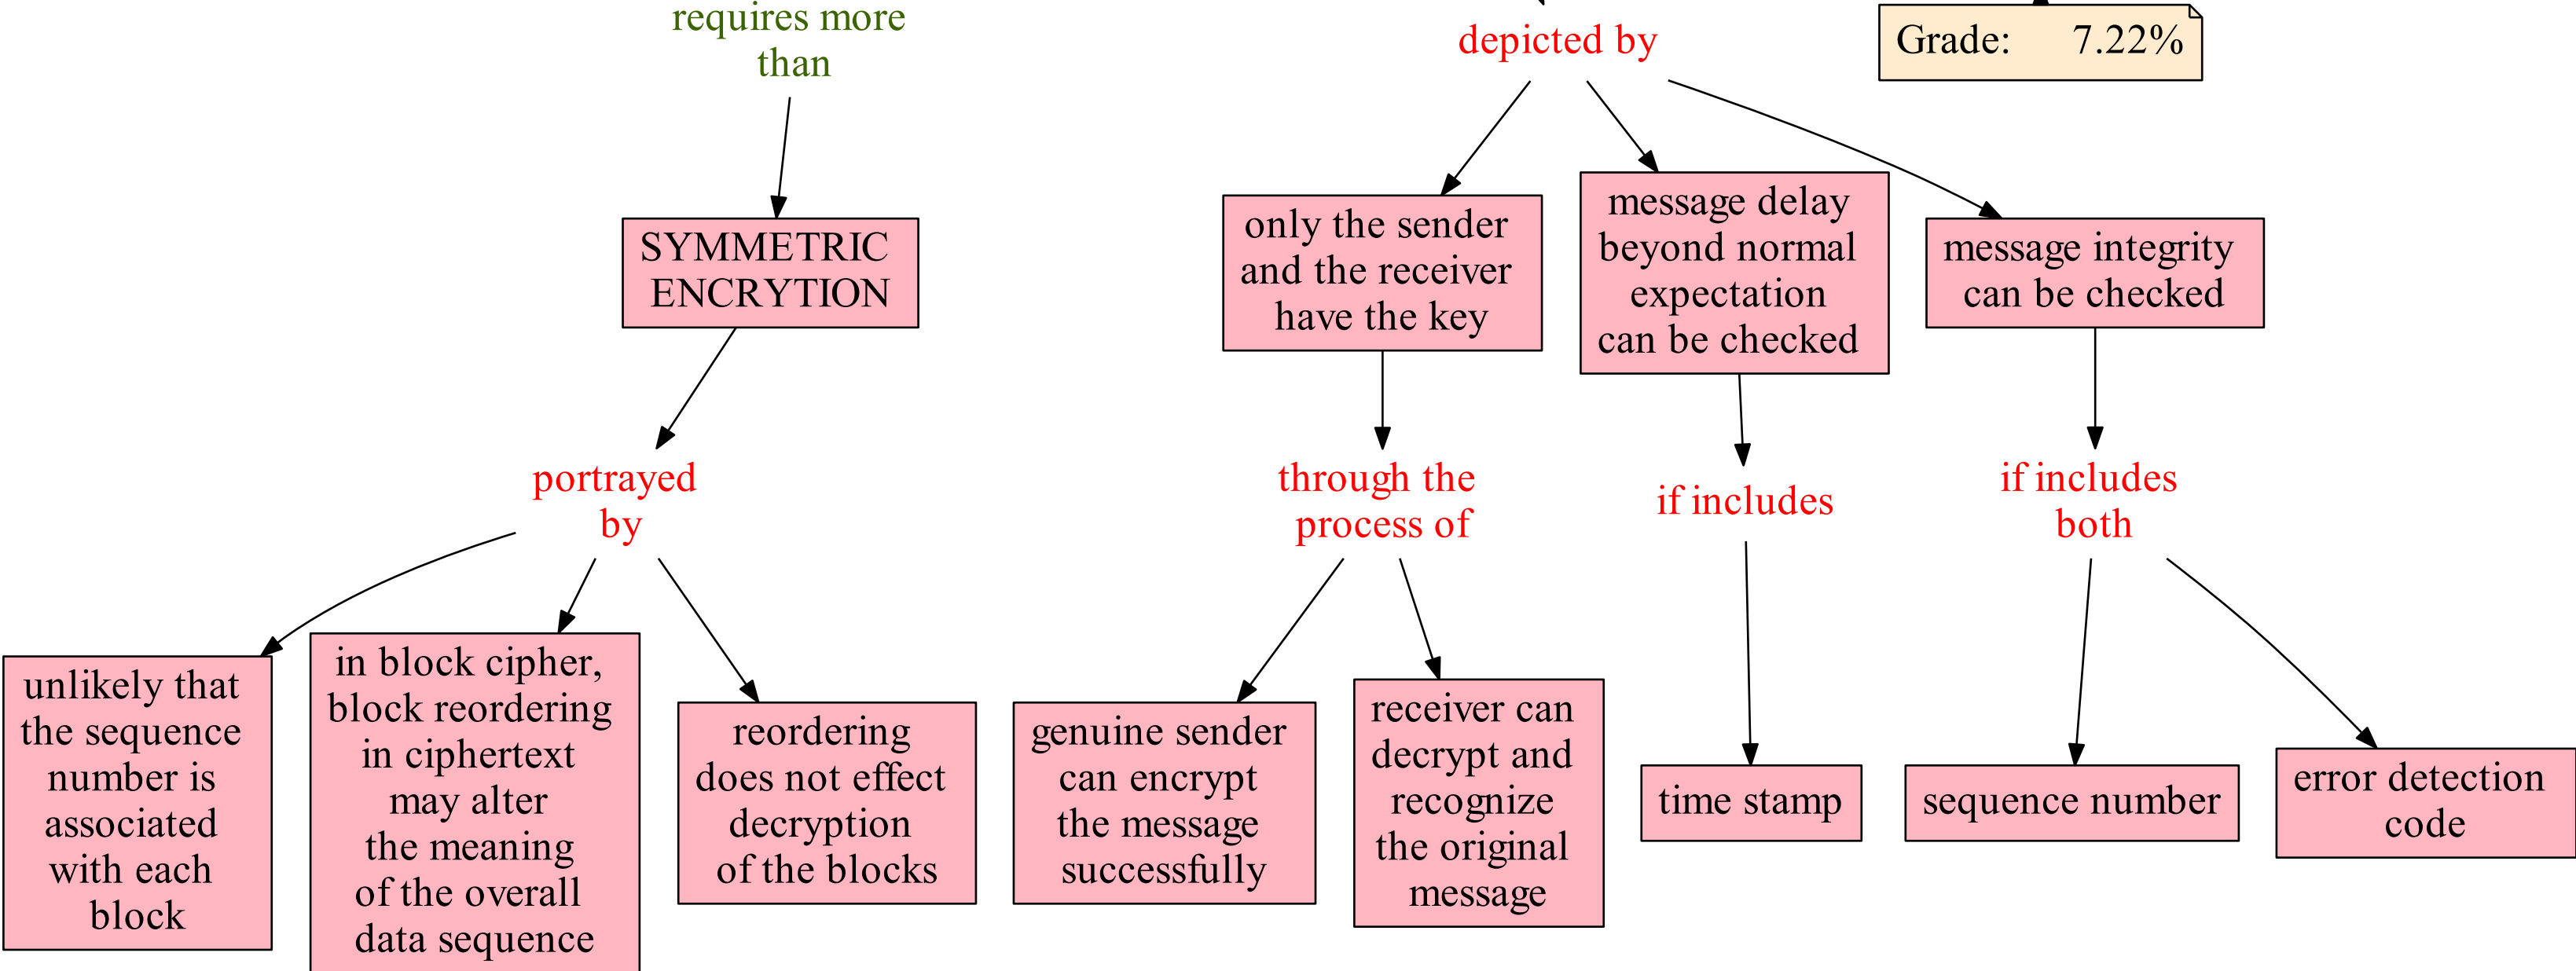 requires more
than
depicted by
Grade: 7.22%
SYMMETRIC
ENCRYTION
only the sender
and the receiver
have the key
message delay
beyond normal
expectation
can be checked
message integrity
can be checked
portrayed
by
through the
process of
if includes
if includes
both
unlikely that
the sequence
number is
associated
with each
block
in block cipher,
block reordering
in ciphertext
may alter
the meaning
of the overall
data sequence
reordering
does not effect
decryption
of the blocks
genuine sender
can encrypt
the message
successfully
receiver can
decrypt and
recognize
the original
message
time stamp
sequence number
error detection
code